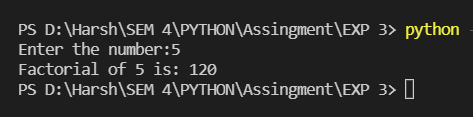 PS D:\Harsh\SEM 4\PYTHON\Assingment\EXP 3> python
Enter the number:5
Factorial of 5 is: 120
PS D:\Harsh\SEM 4\PYTHON\Assingment\EXP 3>